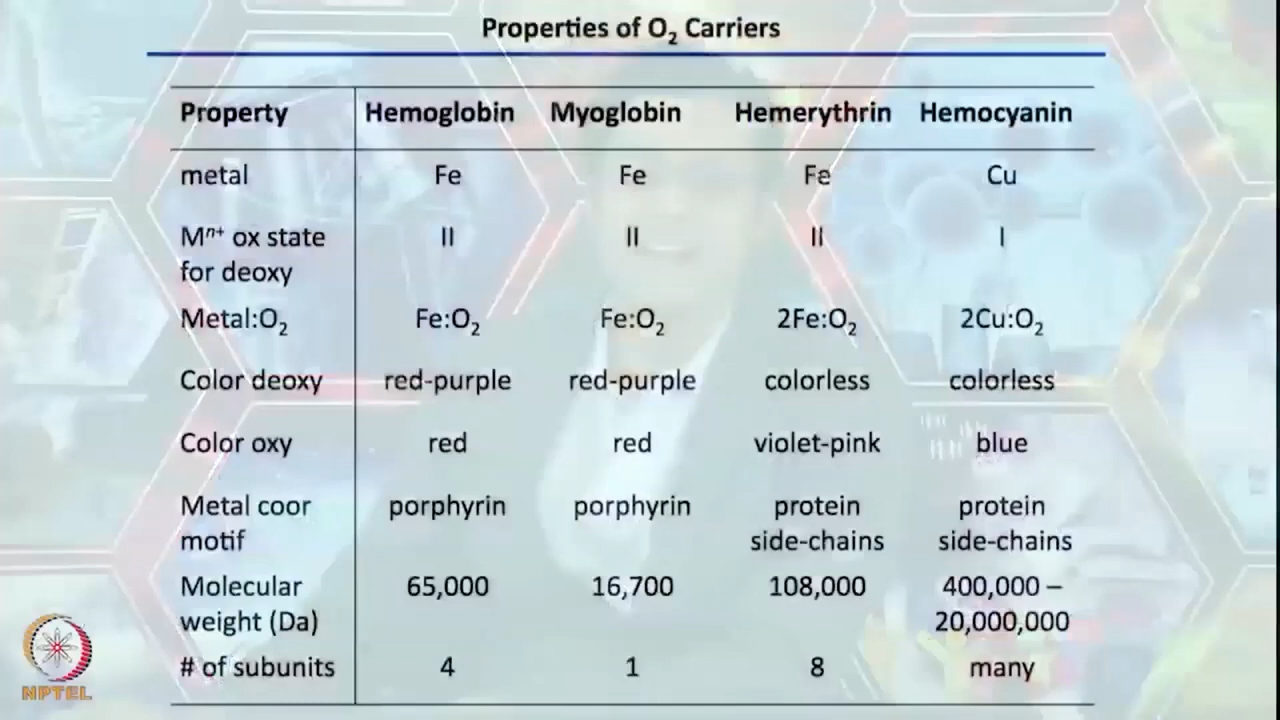 Properties of O₂ Carriers
Property Hemoglobin Myoglobin Hemerythrin Hemocyanin
metal Fe Fe Fe Cu
Mⁿ⁺ ox state II II II I
for deoxy
Metal:O₂ Fe:O₂ Fe:O₂ 2Fe:O₂ 2Cu:O₂
Color deoxy red-purple red-purple colorless colorless
Color oxy red red violet-pink blue
Metal coor porphyrin porphyrin protein protein
motif side-chains side-chains
Molecular 65,000 16,700 108,000 400,000 –
weight (Da) 20,000,000
# of subunits 4 1 8 many
NPTEL